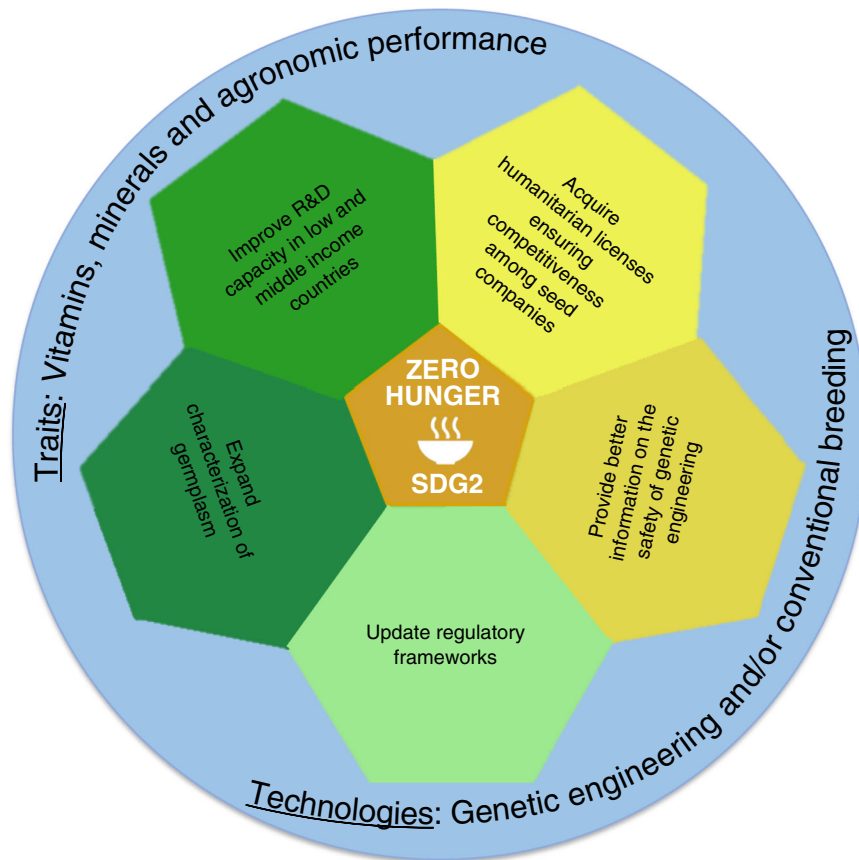 Traits: Vitamins, minerals and agronomic performance
Improve R&D
capacity in low and
middle income
countries
Acquire
humanitarian licenses
ensuring
competitiveness
among seed
companies
ZERO
HUNGER
SDG2
Expand
characterization of
germplasm
Provide better
information on the
safety of genetic
engineering
Update regulatory
frameworks
Technologies: Genetic engineering and/or conventional breeding